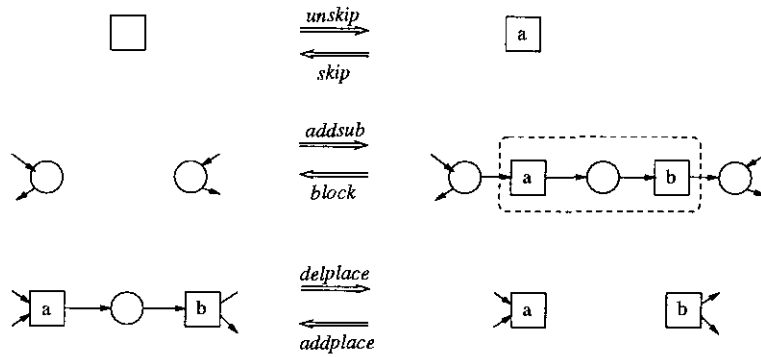 unskip
a
skip
addsub
a b
block
delplace
a b a b
addplace